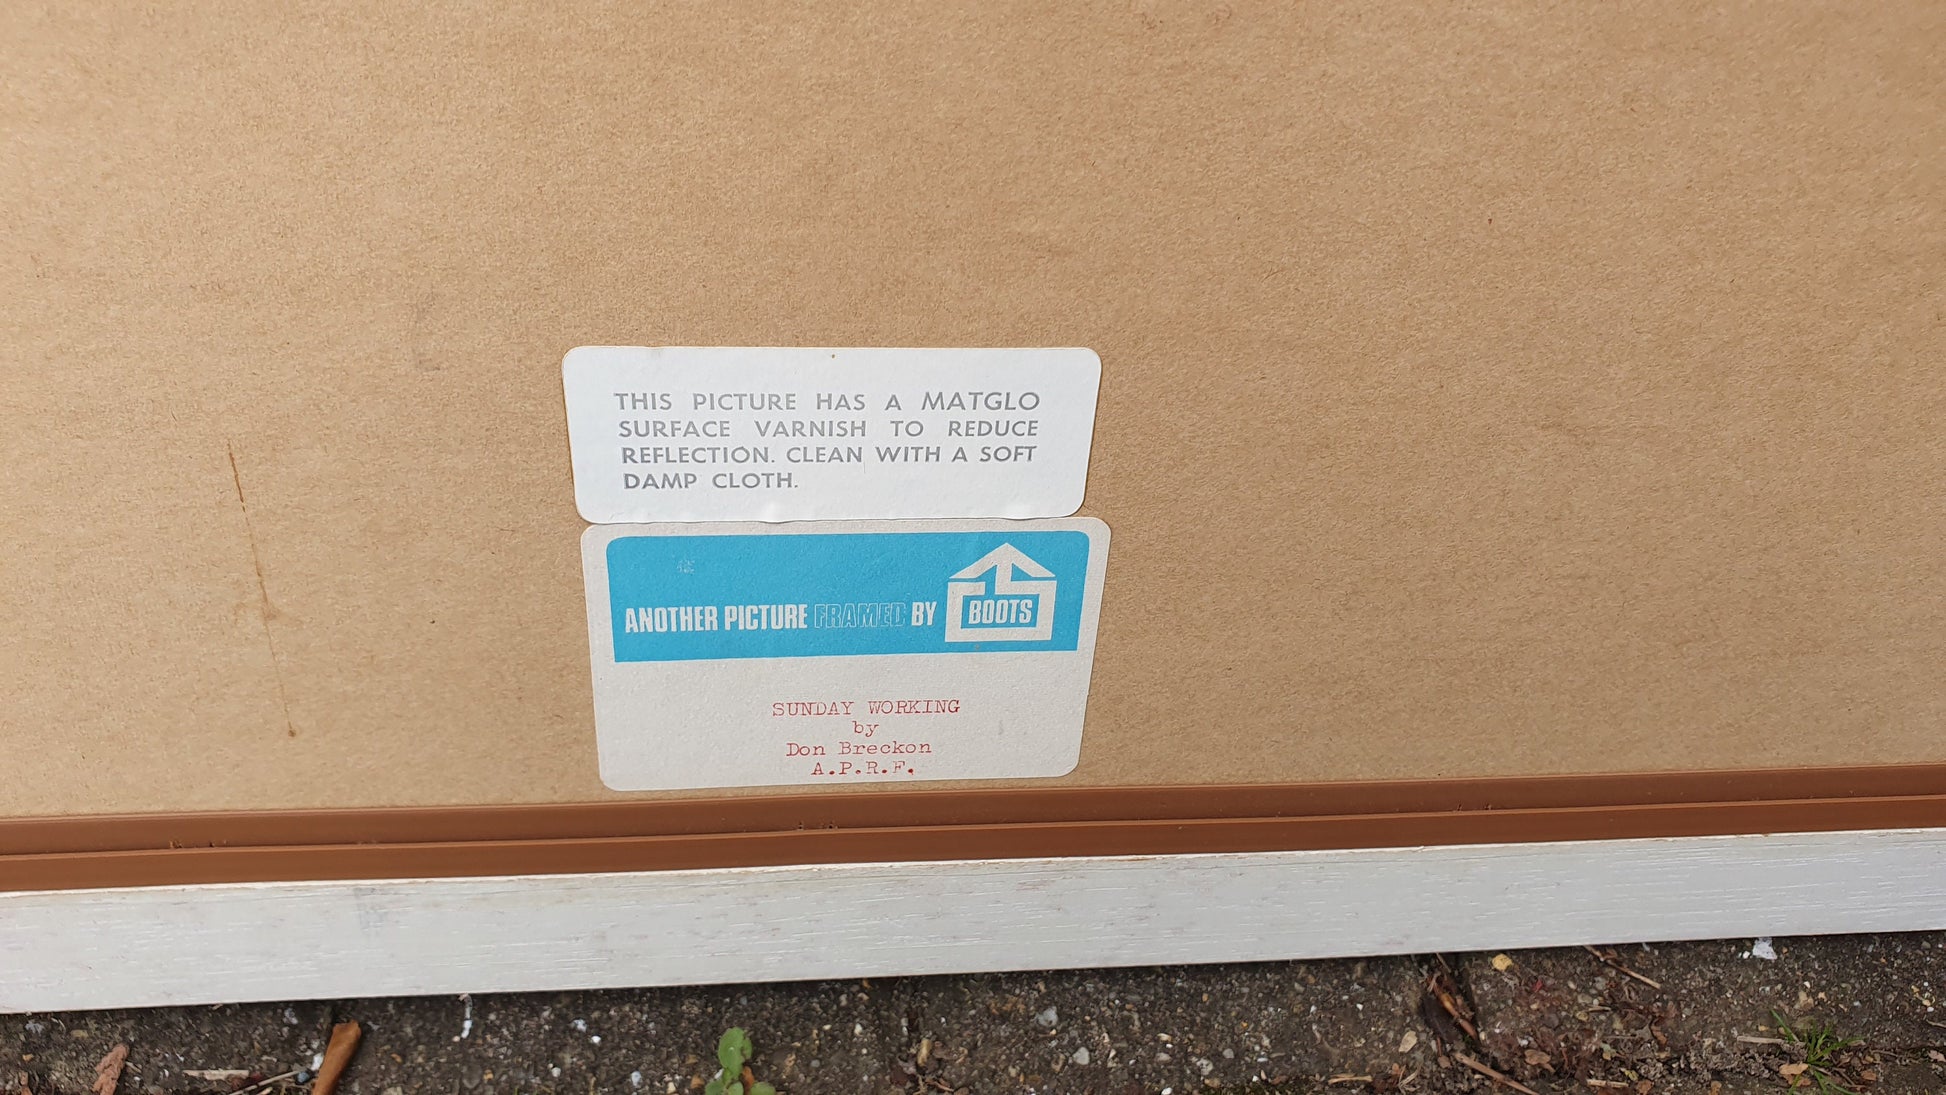 THIS PICTURE HAS A MATGLO
SURFACE VARNISH TO REDUCE
REFLECTION. CLEAN WITH A SOFT
DAMP CLOTH.
ANOTHER PICTURE FRAMED BY BOOTS
SUNDAY WORKING
by
Don Breckon
A.P.R.F.